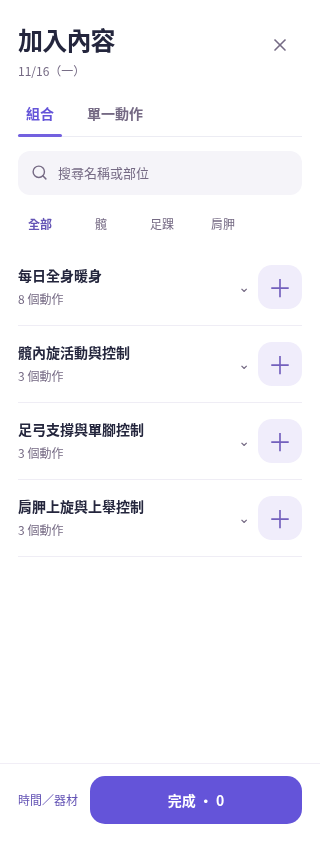 加入內容
11/16（一）
組合
單一動作
搜尋名稱或部位
全部
髖
足踝
肩胛
每日全身暖身
8 個動作
髖內旋活動與控制
3 個動作
足弓支撐與單腳控制
3 個動作
肩胛上旋與上舉控制
3 個動作
時間／器材
完成 · 0